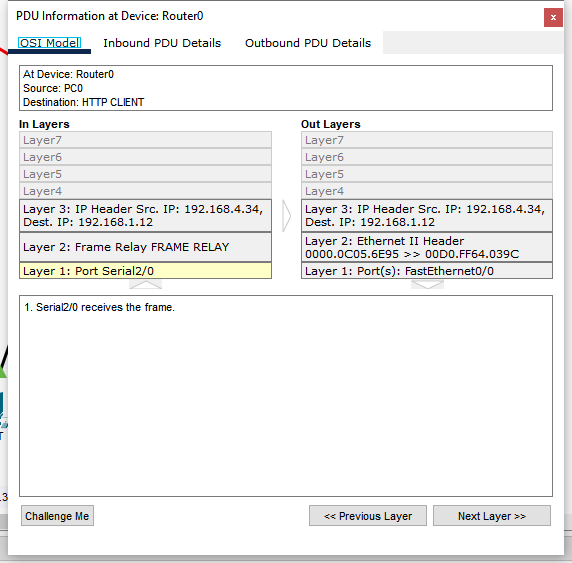 PDU Information at Device: Router0
x
OSI Model Inbound PDU Details Outbound PDU Details
At Device: Router0
Source: PC0
Destination: HTTP CLIENT
In Layers
Layer7
Layer6
Layer5
Layer4
Layer 3: IP Header Src. IP: 192.168.4.34,
Dest. IP: 192.168.1.12
Layer 2: Frame Relay FRAME RELAY
Layer 1: Port Serial2/0
Out Layers
Layer7
Layer6
Layer5
Layer4
Layer 3: IP Header Src. IP: 192.168.4.34,
Dest. IP: 192.168.1.12
Layer 2: Ethernet II Header
0000.0C05.6E95 >> 00D0.FF64.039C
Layer 1: Port(s): FastEthernet0/0
1. Serial2/0 receives the frame.
Challenge Me
<< Previous Layer
Next Layer >>